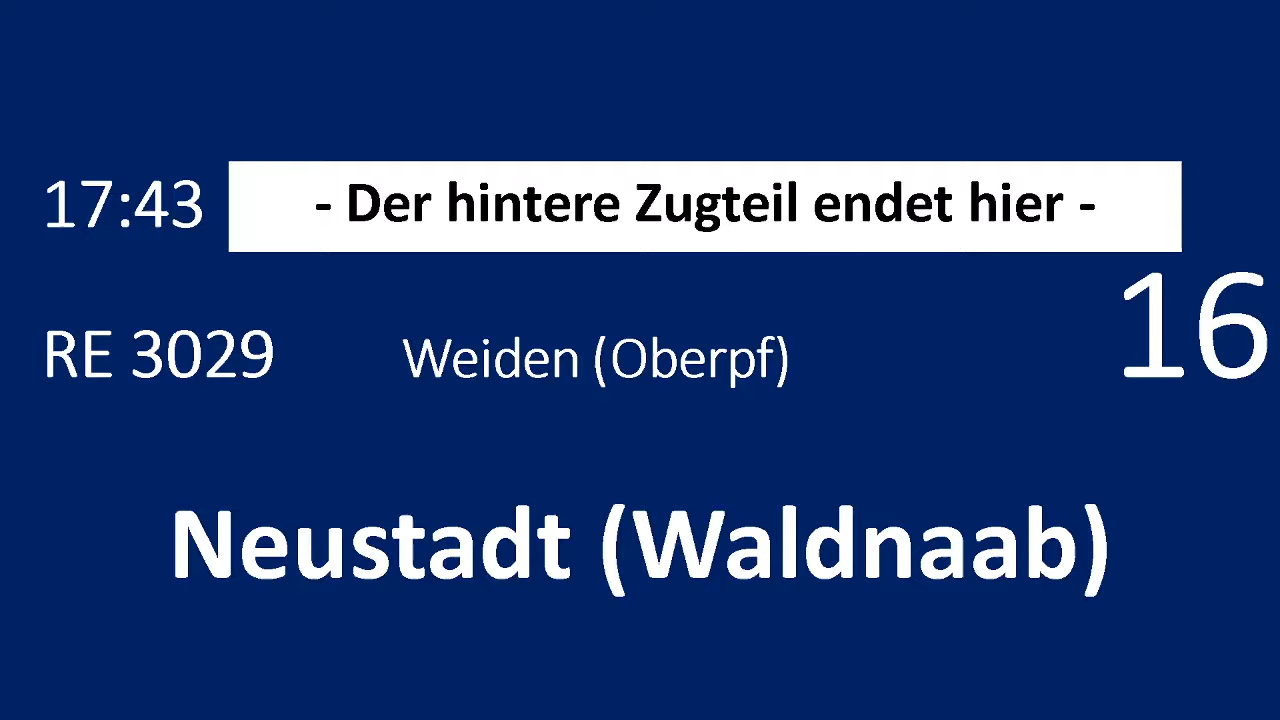 17:43 - Der hintere Zugteil endet hier -
RE 3029 Weiden (Oberpf) 16
Neustadt (Waldnaab)